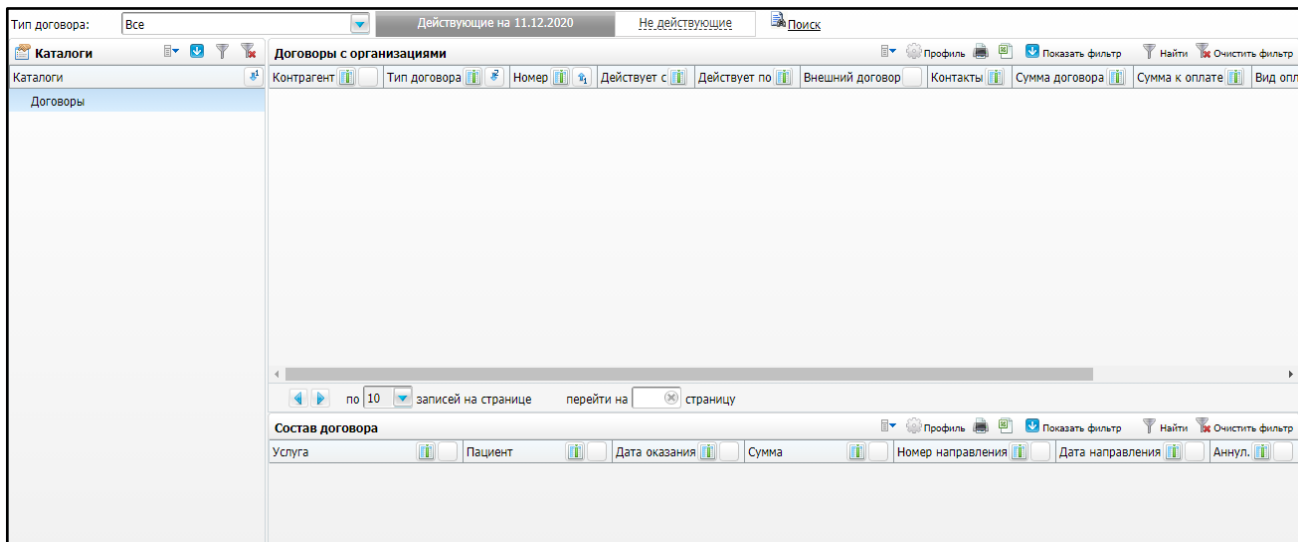 Тип договора: Все Действующие на 11.12.2020 Не действующие Поиск
Каталоги
Каталоги
Договоры
Договоры с организациями Профиль Показать фильтр Найти Очистить фильтр
Контрагент Тип договора Номер Действует с Действует по Внешний договор Контакты Сумма договора Сумма к оплате Вид опл
по 10 записей на странице перейти на страницу
Состав договора Профиль Показать фильтр Найти Очистить фильтр
Услуга Пациент Дата оказания Сумма Номер направления Дата направления Аннул.